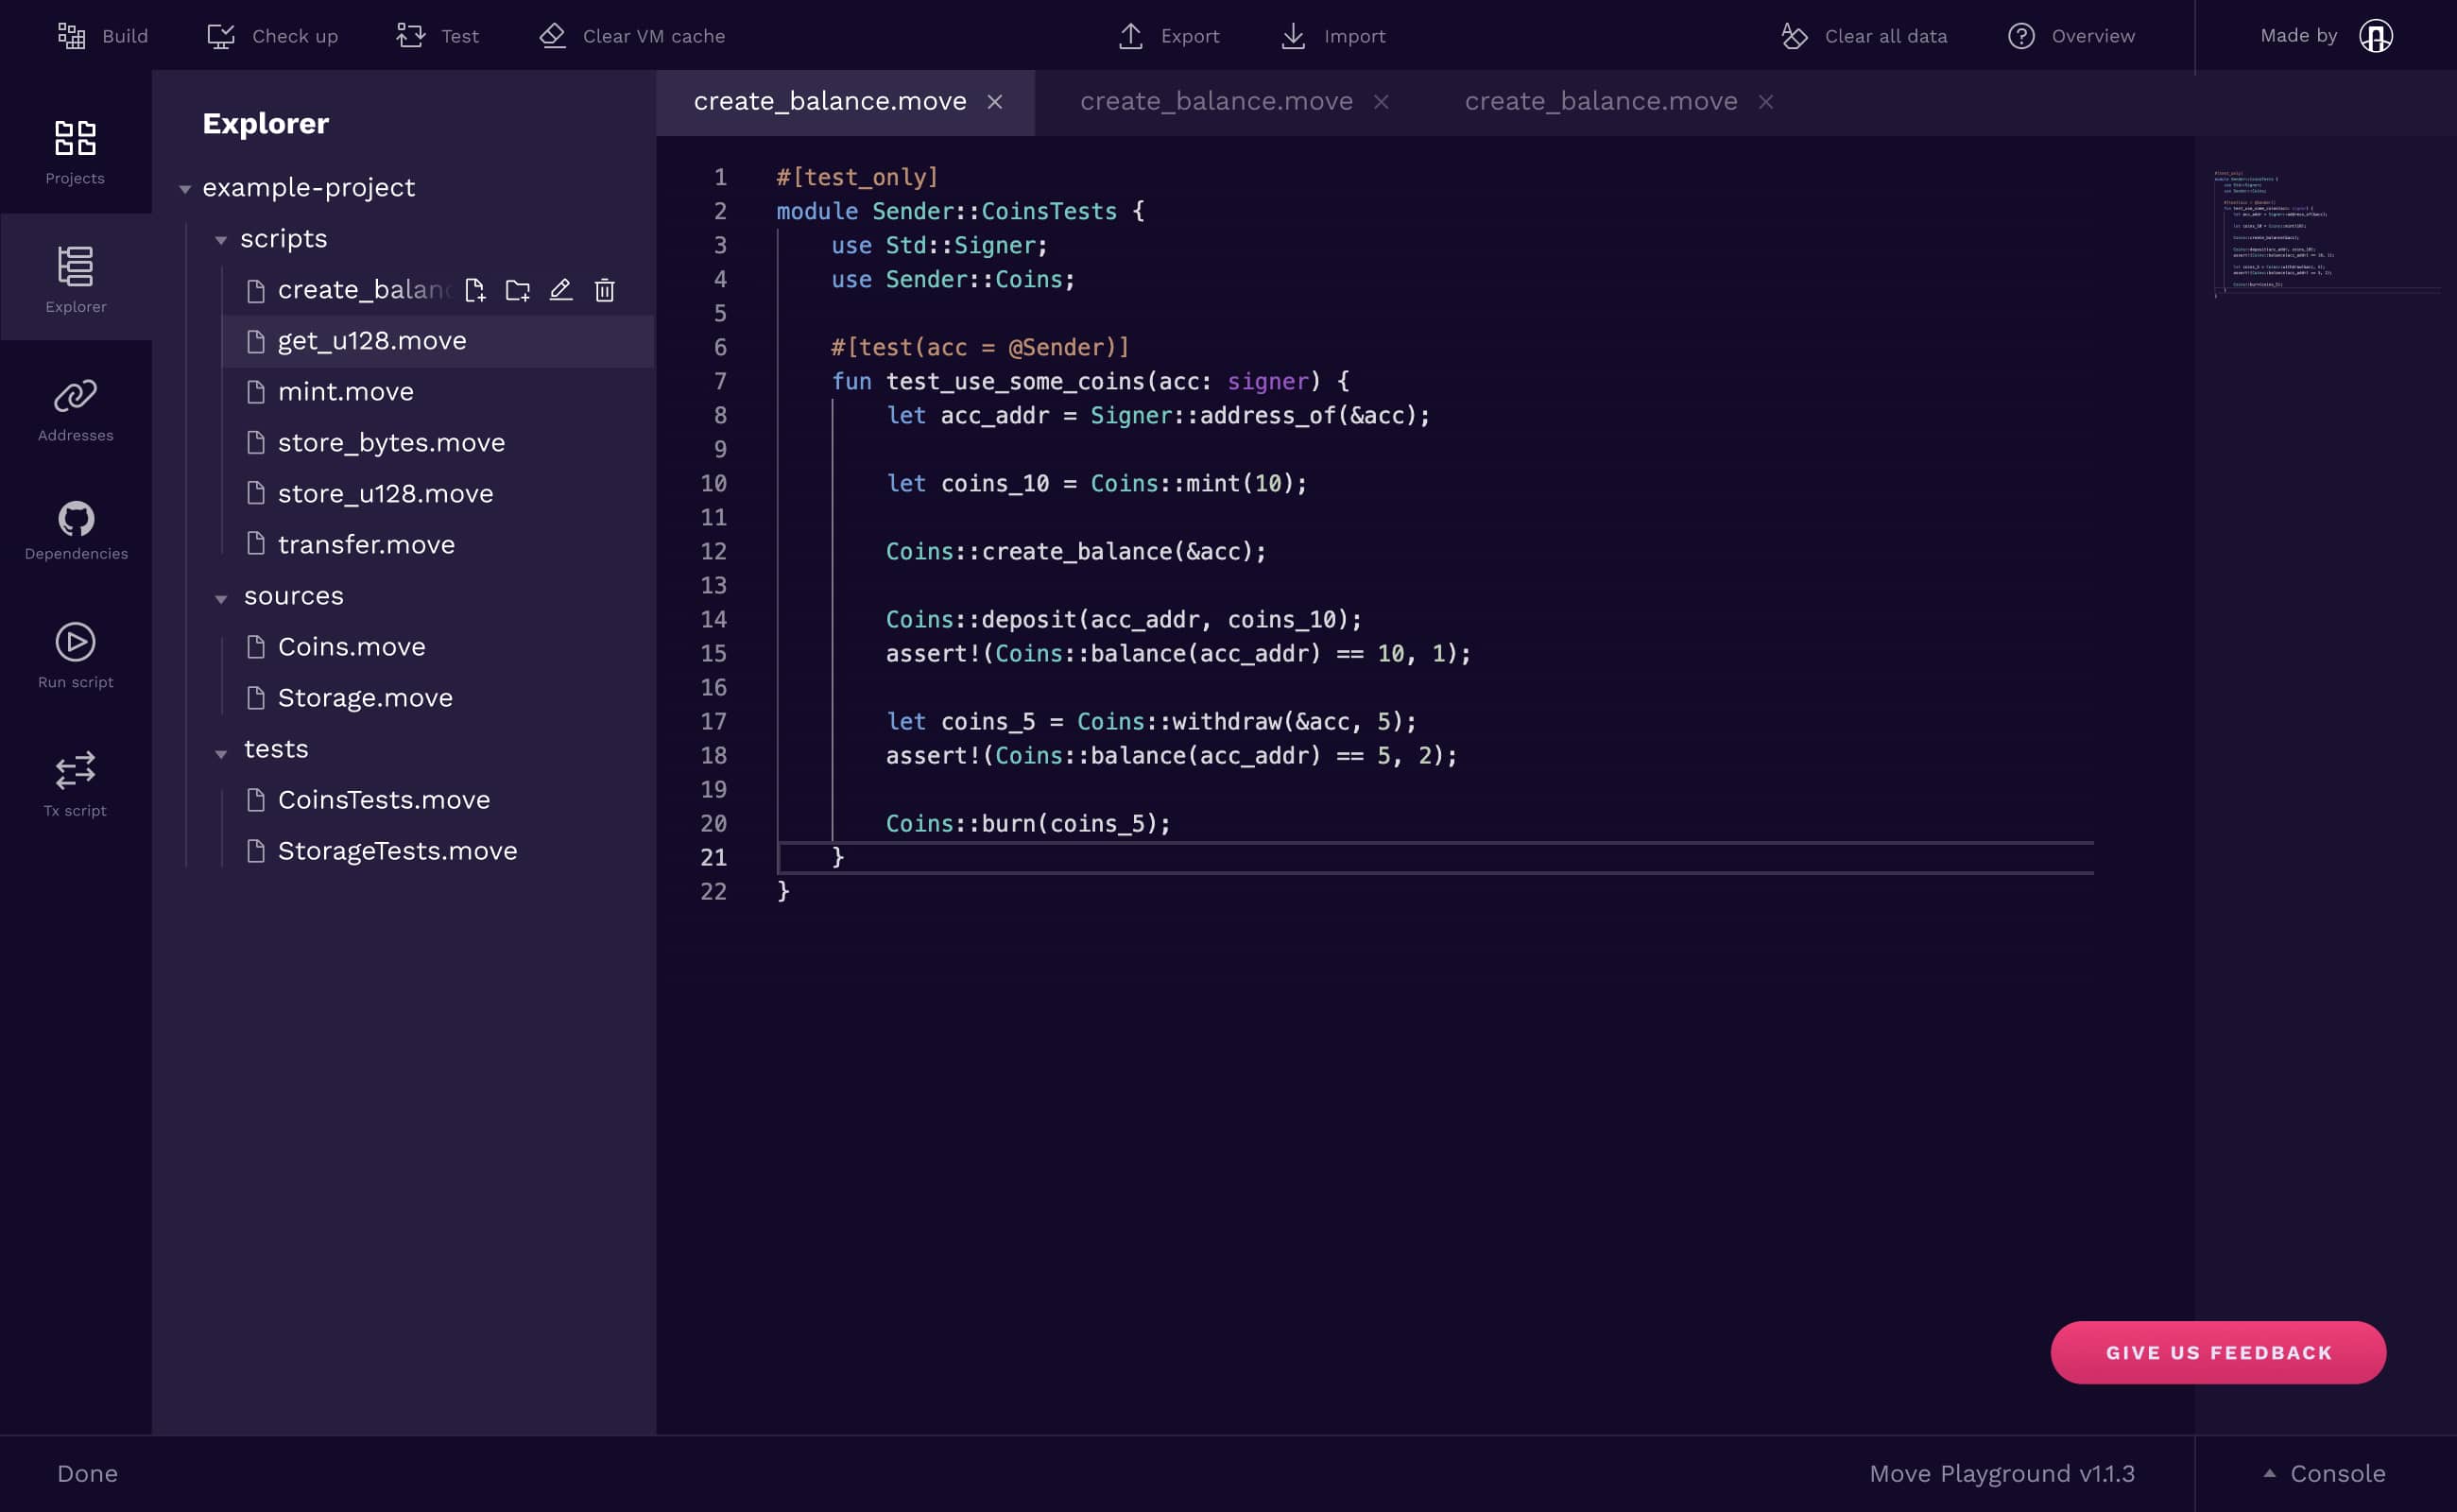 Build
Check up
Test
Clear VM cache
Export
Import
Clear all data
Overview
Made by
Projects
Explorer
Addresses
Dependencies
Run script
Tx script
Explorer
example-project
scripts
create_balanc
get_u128.move
mint.move
store_bytes.move
store_u128.move
transfer.move
sources
Coins.move
Storage.move
tests
CoinsTests.move
StorageTests.move
create_balance.move
create_balance.move
create_balance.move
1 #[test_only]
2 module Sender::CoinsTests {
3 use Std::Signer;
4 use Sender::Coins;
5
6 #[test(acc = @Sender)]
7 fun test_use_some_coins(acc: signer) {
8 let acc_addr = Signer::address_of(&acc);
9
10 let coins_10 = Coins::mint(10);
11
12 Coins::create_balance(&acc);
13
14 Coins::deposit(acc_addr, coins_10);
15 assert!(Coins::balance(acc_addr) == 10, 1);
16
17 let coins_5 = Coins::withdraw(&acc, 5);
18 assert!(Coins::balance(acc_addr) == 5, 2);
19
20 Coins::burn(coins_5);
21 }
22 }
GIVE US FEEDBACK
Done
Move Playground v1.1.3
Console